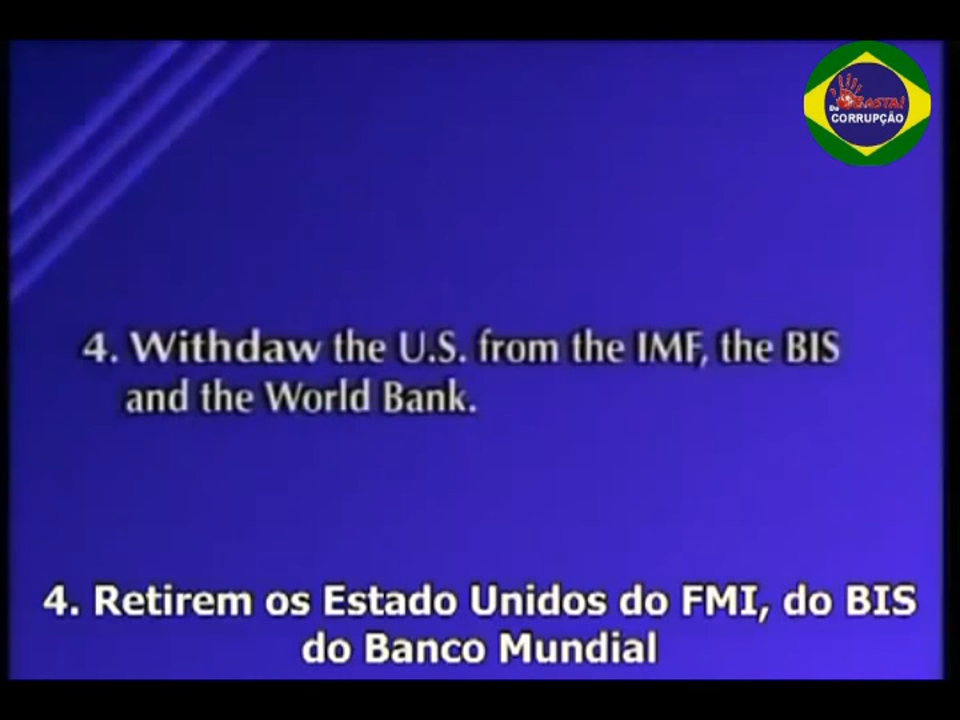 BASTA!
De
CORRUPÇÃO
4. Withdaw the U.S. from the IMF, the BIS
and the World Bank.
4. Retirem os Estado Unidos do FMI, do BIS
do Banco Mundial